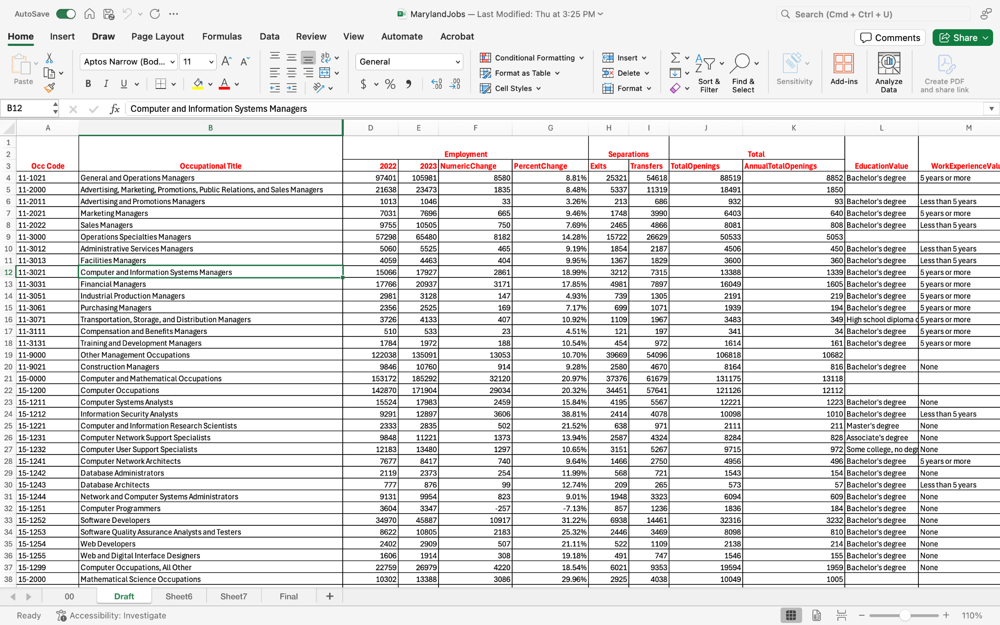 AutoSave MarylandJobs — Last Modified: Thu at 3:25 PM Search (Cmd + Ctrl + U)
Home Insert Draw Page Layout Formulas Data Review View Automate Acrobat Comments Share
Paste Aptos Narrow (Bod... 11 General Conditional Formatting Format as Table Cell Styles Insert Delete Format Sort & Filter Find & Select Sensitivity Add-ins Analyze Data Create PDF and share link
B12 fx Computer and Information Systems Managers
A B D E F G H I J K L M
1
2 Employment Separations Total
3 Occ Code Occupational Title 2022 2023 NumericChange PercentChange Exits Transfers TotalOpenings AnnualTotalOpenings EducationValue WorkExperienceValu
4 11-1021 General and Operations Managers 97401 105981 8580 8.81% 25321 54618 88519 8852 Bachelor's degree 5 years or more
5 11-2000 Advertising, Marketing, Promotions, Public Relations, and Sales Managers 21638 23473 1835 8.48% 5337 11319 18491 1850
6 11-2011 Advertising and Promotions Managers 1013 1046 33 3.26% 213 686 932 93 Bachelor's degree Less than 5 years
7 11-2021 Marketing Managers 7031 7696 665 9.46% 1748 3990 6403 640 Bachelor's degree 5 years or more
8 11-2022 Sales Managers 9755 10505 750 7.69% 2465 4866 8081 808 Bachelor's degree Less than 5 years
9 11-3000 Operations Specialties Managers 57298 65480 8182 14.28% 15722 26629 50533 5053
10 11-3012 Administrative Services Managers 5060 5525 465 9.19% 1854 2187 4506 450 Bachelor's degree Less than 5 years
11 11-3013 Facilities Managers 4059 4463 404 9.95% 1367 1829 3600 360 Bachelor's degree Less than 5 years
12 11-3021 Computer and Information Systems Managers 15066 17927 2861 18.99% 3212 7315 13388 1339 Bachelor's degree 5 years or more
13 11-3031 Financial Managers 17766 20937 3171 17.85% 4981 7897 16049 1605 Bachelor's degree 5 years or more
14 11-3051 Industrial Production Managers 2981 3128 147 4.93% 739 1305 2191 219 Bachelor's degree 5 years or more
15 11-3061 Purchasing Managers 2356 2525 169 7.17% 699 1071 1939 194 Bachelor's degree 5 years or more
16 11-3071 Transportation, Storage, and Distribution Managers 3726 4133 407 10.92% 1109 1967 3483 349 High school diploma o 5 years or more
17 11-3111 Compensation and Benefits Managers 510 533 23 4.51% 121 197 341 34 Bachelor's degree 5 years or more
18 11-3131 Training and Development Managers 1784 1972 188 10.54% 454 972 1614 161 Bachelor's degree 5 years or more
19 11-9000 Other Management Occupations 122038 135091 13053 10.70% 39669 54096 106818 10682
20 11-9021 Construction Managers 9846 10760 914 9.28% 2580 4670 8164 816 Bachelor's degree None
21 15-0000 Computer and Mathematical Occupations 153172 185292 32120 20.97% 37376 61679 131175 13118
22 15-1200 Computer Occupations 142870 171904 29034 20.32% 34451 57641 121126 12112
23 15-1211 Computer Systems Analysts 15524 17983 2459 15.84% 4195 5567 12221 1223 Bachelor's degree None
24 15-1212 Information Security Analysts 9291 12897 3606 38.81% 2414 4078 10098 1010 Bachelor's degree Less than 5 years
25 15-1221 Computer and Information Research Scientists 2333 2835 502 21.52% 638 971 2111 211 Master's degree None
26 15-1231 Computer Network Support Specialists 9848 11221 1373 13.94% 2587 4324 8284 828 Associate's degree None
27 15-1232 Computer User Support Specialists 12183 13480 1297 10.65% 3151 5267 9715 972 Some college, no degr None
28 15-1241 Computer Network Architects 7677 8417 740 9.64% 1466 2750 4956 496 Bachelor's degree 5 years or more
29 15-1242 Database Administrators 2119 2373 254 11.99% 568 721 1543 154 Bachelor's degree None
30 15-1243 Database Architects 777 876 99 12.74% 209 265 573 57 Bachelor's degree Less than 5 years
31 15-1244 Network and Computer Systems Administrators 9131 9954 823 9.01% 1948 3323 6094 609 Bachelor's degree None
32 15-1251 Computer Programmers 3604 3347 -257 -7.13% 857 1236 1836 184 Bachelor's degree None
33 15-1252 Software Developers 34970 45887 10917 31.22% 6938 14461 32316 3232 Bachelor's degree None
34 15-1253 Software Quality Assurance Analysts and Testers 8622 10805 2183 25.32% 2446 3469 8098 810 Bachelor's degree None
35 15-1254 Web Developers 2402 2909 507 21.11% 522 1109 2138 214 Bachelor's degree None
36 15-1255 Web and Digital Interface Designers 1606 1914 308 19.18% 491 747 1546 155 Bachelor's degree None
37 15-1299 Computer Occupations, All Other 22759 26979 4220 18.54% 6021 9353 19594 1959 Bachelor's degree None
38 15-2000 Mathematical Science Occupations 10302 13388 3086 29.96% 2925 4038 10049 1005
00 Draft Sheet6 Sheet7 Final +
Ready Accessibility: Investigate 110%